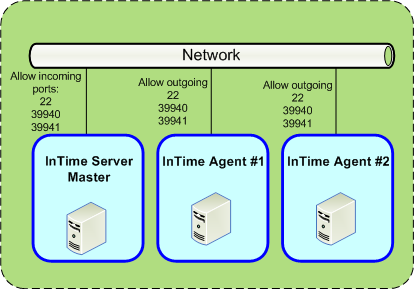 Network
Allow incoming
ports:
22
39940
39941
Allow outgoing
22
39940
39941
Allow outgoing
22
39940
39941
InTime Server
Master
InTime Agent #1
InTime Agent #2